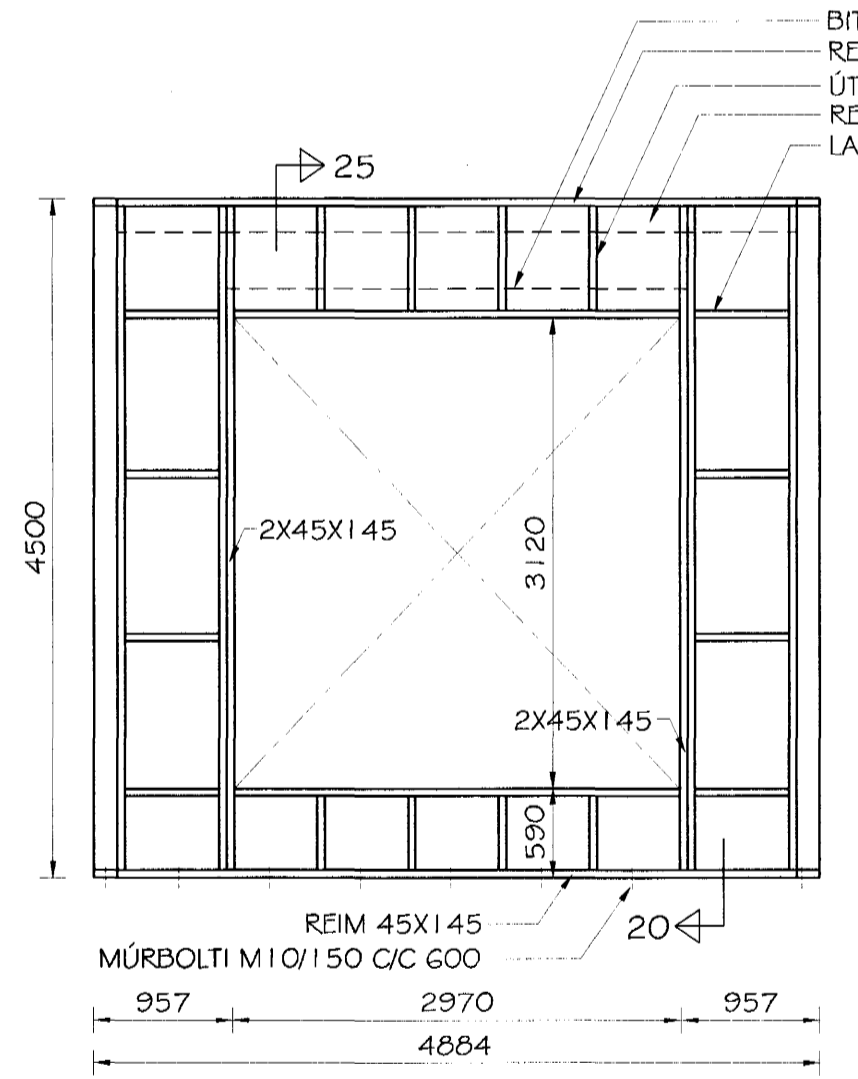 BIT
RE
ÚT
RE
LA
25
4500
2X45X145
3120
2X45X145
590
REIM 45X145
20
MÚRBOLTI M10/150 C/C 600
957 2970 957
4884